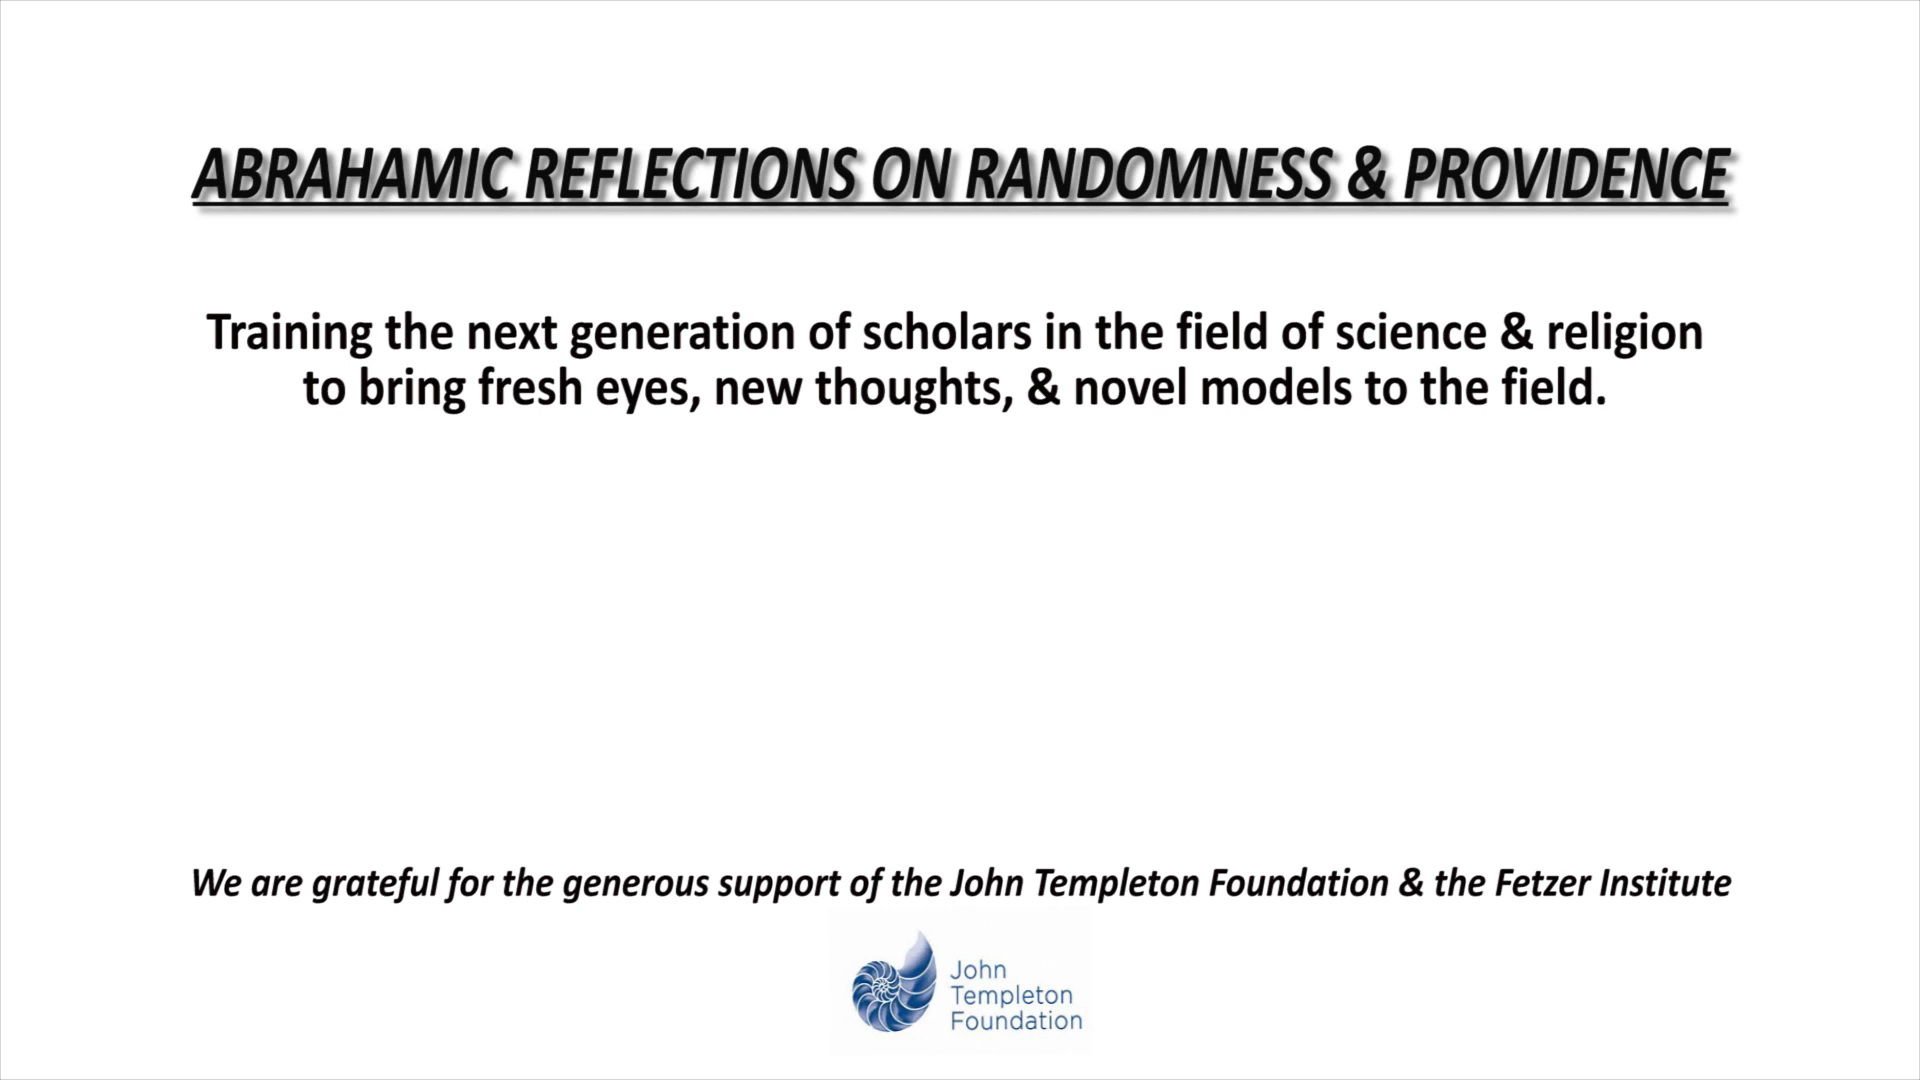 ABRAHAMIC REFLECTIONS ON RANDOMNESS & PROVIDENCE
Training the next generation of scholars in the field of science & religion
to bring fresh eyes, new thoughts, & novel models to the field.
We are grateful for the generous support of the John Templeton Foundation & the Fetzer Institute
John
Templeton
Foundation